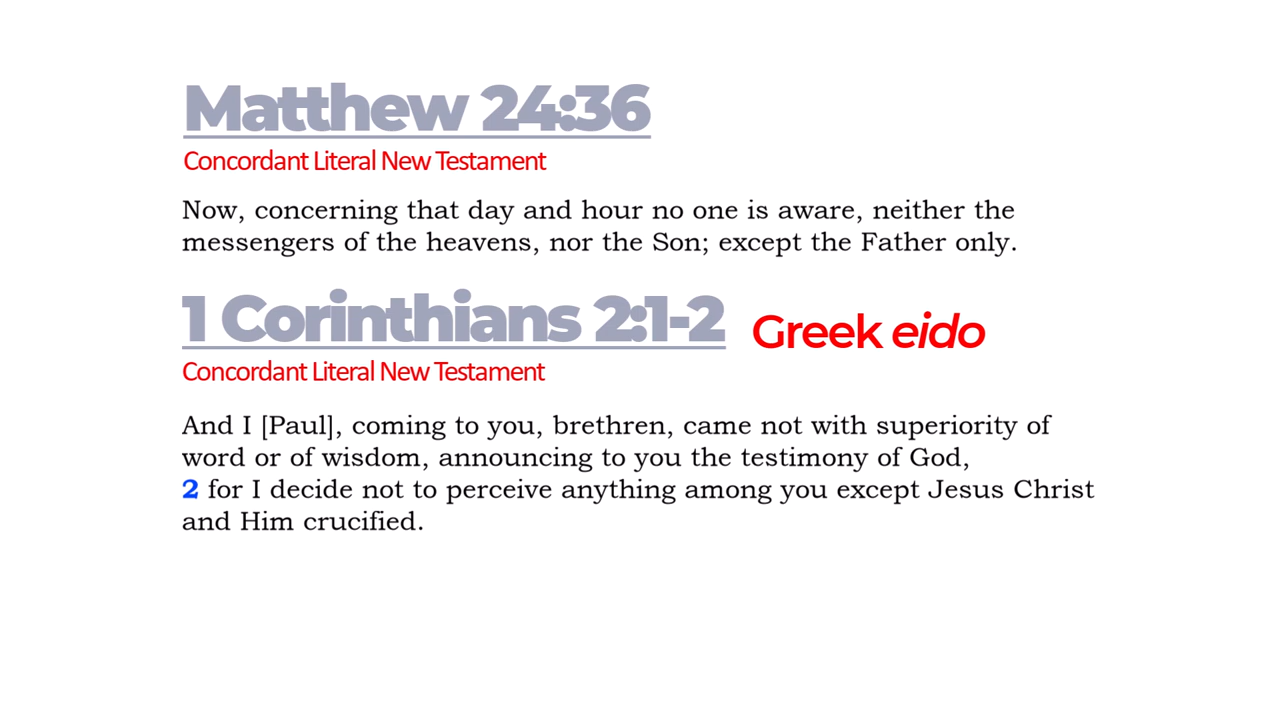 Matthew 24:36
Concordant Literal New Testament
Now, concerning that day and hour no one is aware, neither the
messengers of the heavens, nor the Son; except the Father only.
1 Corinthians 2:1-2 Greek eido
Concordant Literal New Testament
And I [Paul], coming to you, brethren, came not with superiority of
word or of wisdom, announcing to you the testimony of God,
2 for I decide not to perceive anything among you except Jesus Christ
and Him crucified.